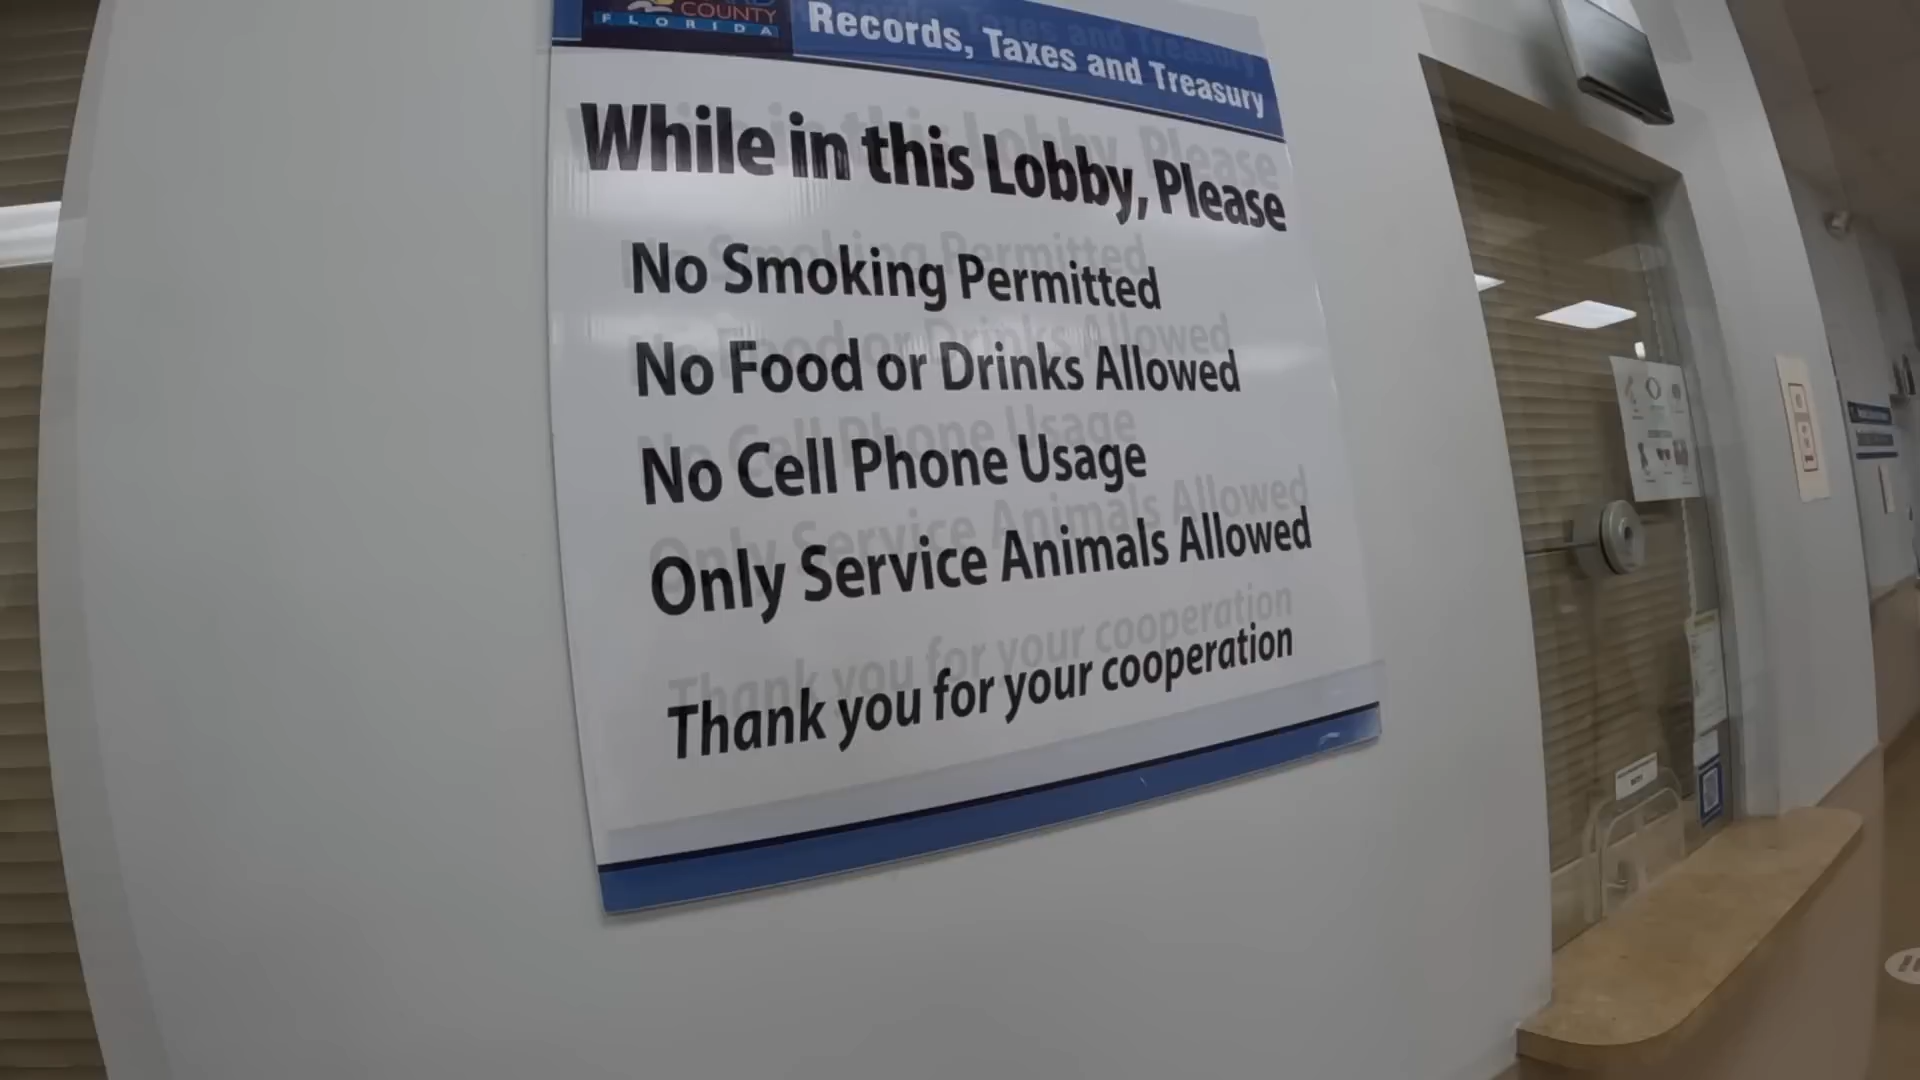 COUNTY
FLORIDA
Records, Taxes and Treasury
While in this Lobby, Please
No Smoking Permitted
No Food or Drinks Allowed
No Cell Phone Usage
Only Service Animals Allowed
Thank you for your cooperation